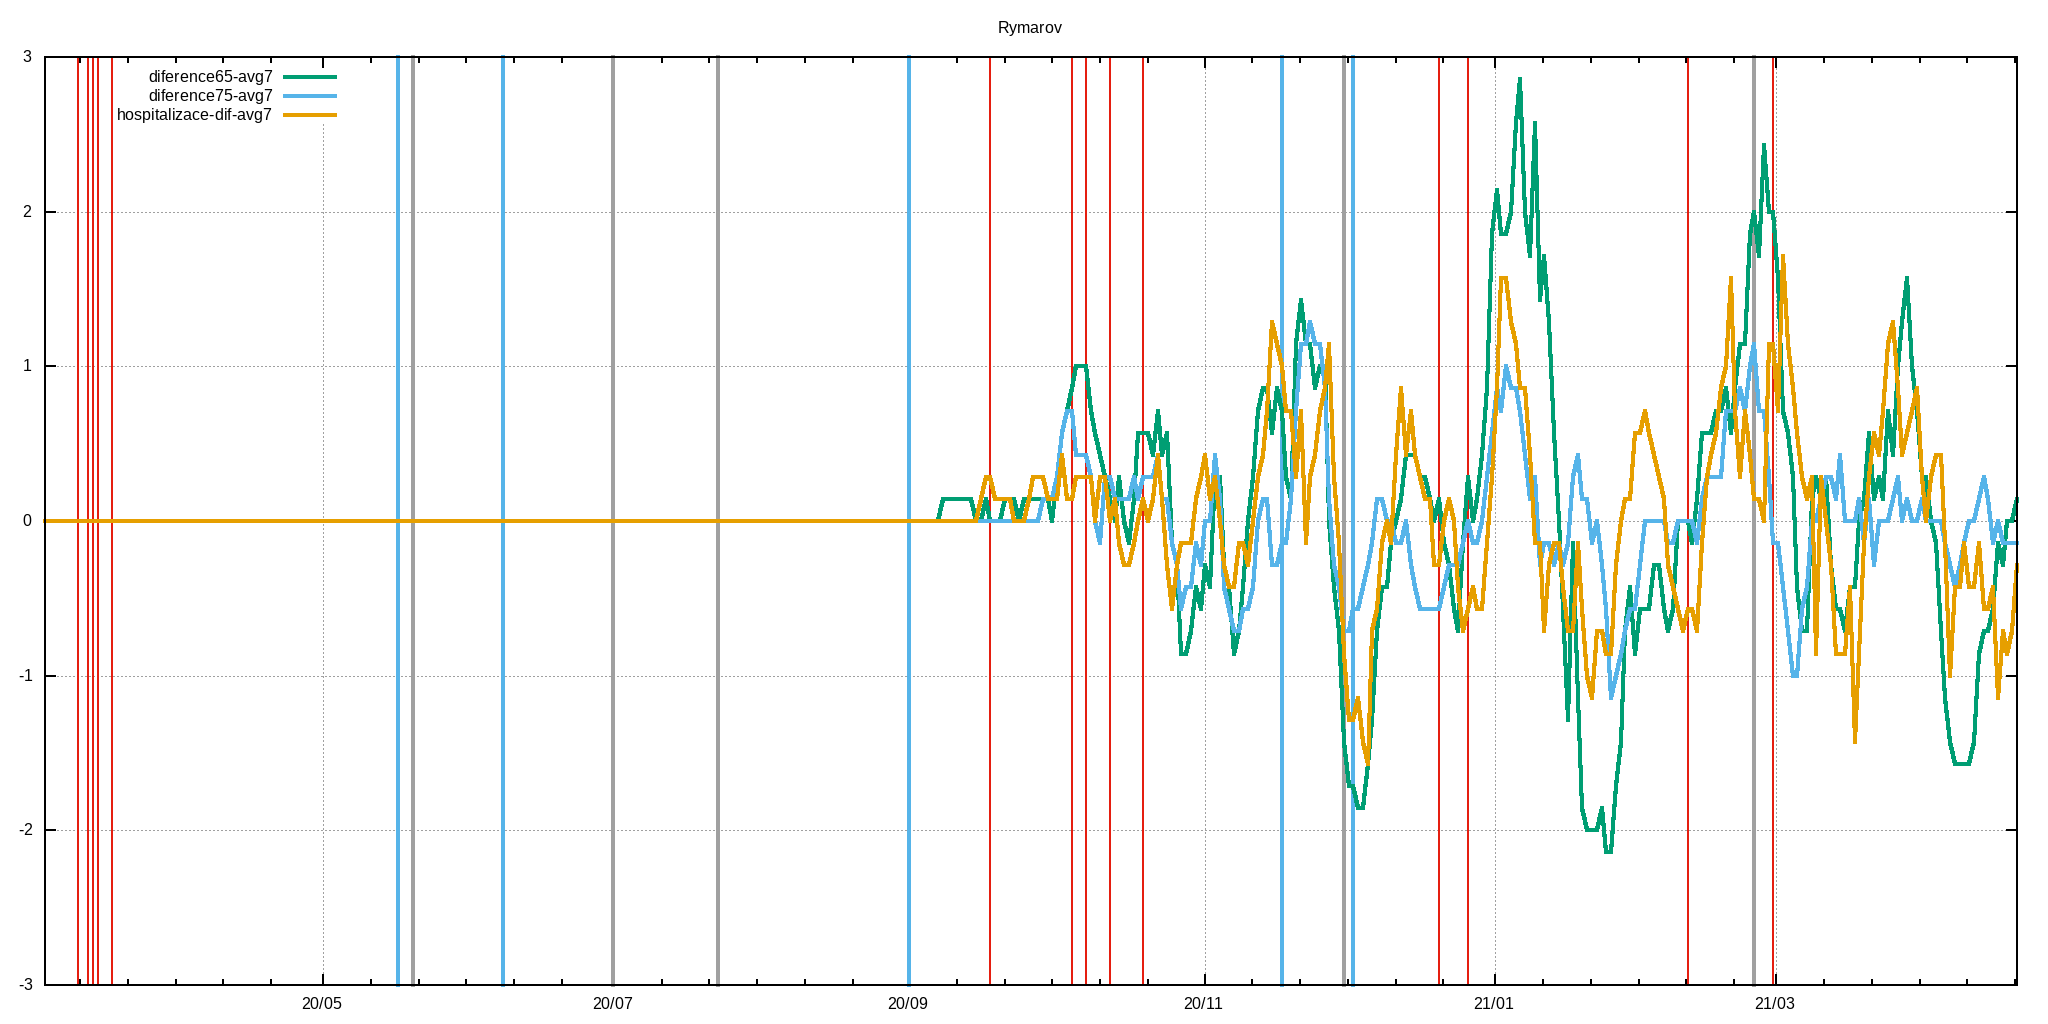 Rymarov
3
diference65-avg7
diference75-avg7
hospitalizace-dif-avg7
2
1
0
-1
-2
-3
20/05 20/07 20/09 20/11 21/01 21/03